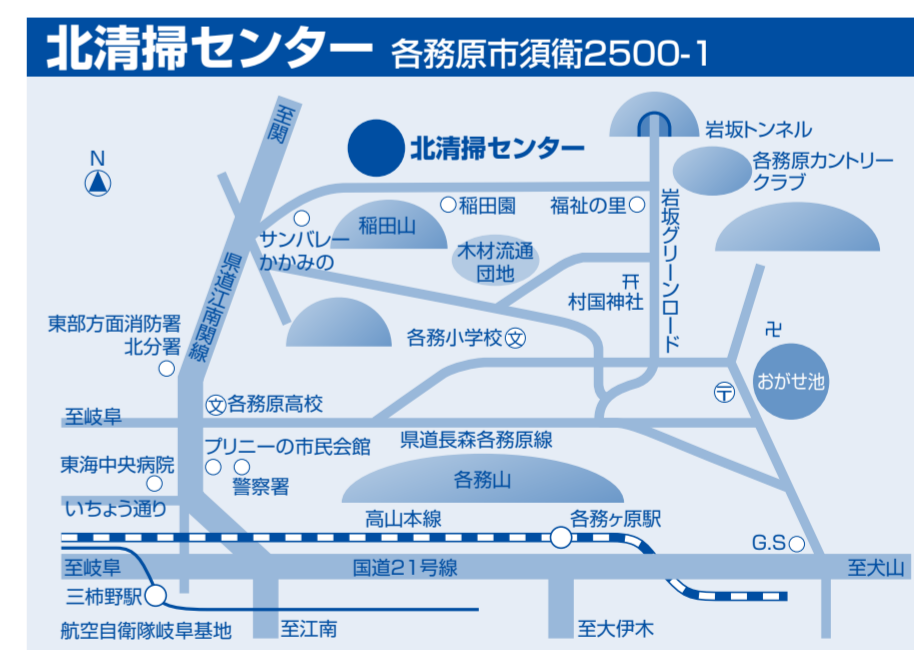 北清掃センター 各務原市須衛2500-1
至関
N
北清掃センター
岩坂トンネル
各務原カントリー
クラブ
稲田園
福祉の里
岩坂グリーンロード
稲田山
サンバレー
かかみの
木材流通
団地
県道江南関線
村国神社
東部方面消防署
北分署
各務小学校
文
卍
おがせ池
〒
文
各務原高校
至岐阜
プリニーの市民会館
県道長森各務原線
東海中央病院
警察署
各務山
いちょう通り
高山本線
各務ヶ原駅
G.S
至岐阜
国道21号線
至犬山
三柿野駅
航空自衛隊岐阜基地
至江南
至大伊木